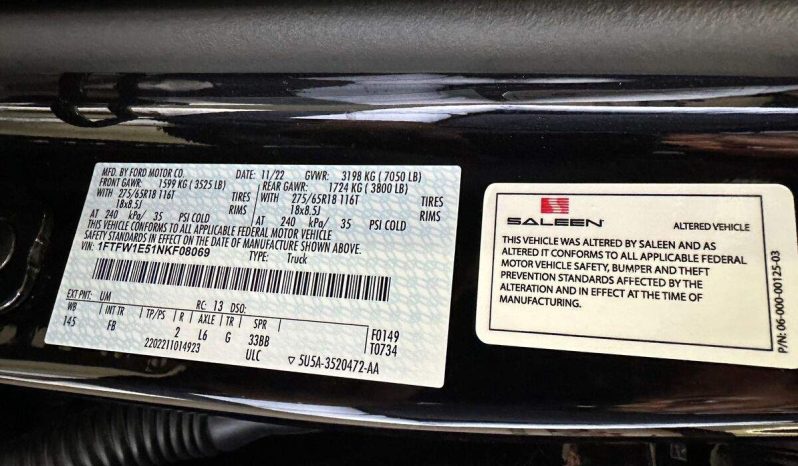 MFD. BY FORD MOTOR CO.
DATE: 11/22 GVWR: 3198 KG ( 7050 LB)
FRONT GAWR: 1599 KG ( 3525 LB)
REAR GAWR: 1724 KG ( 3800 LB)
WITH 275/65R18 116T TIRES
WITH 275/65R18 116T TIRES
18x8.5J RIMS
18x8.5J RIMS
AT 240 kPa/ 35 PSI COLD
AT 240 kPa/ 35 PSI COLD
THIS VEHICLE CONFORMS TO ALL APPLICABLE FEDERAL MOTOR VEHICLE
SAFETY STANDARDS IN EFFECT ON THE DATE OF MANUFACTURE SHOWN ABOVE.
VIN: 1FTFW1E51NKF08069
TYPE: Truck
EXT PNT: UM RC: 13 DSO:
WB INT TR TP/PS R AXLE TR SPR
145 FB 2 L6 G 33BB
ULC
F0149
T0734
2202211014923
5U5A-3520472-AA
SALEEN
ALTERED VEHICLE
THIS VEHICLE WAS ALTERED BY SALEEN AND AS
ALTERED IT CONFORMS TO ALL APPLICABLE FEDERAL
MOTOR VEHICLE SAFETY, BUMPER AND THEFT
PREVENTION STANDARDS AFFECTED BY THE
ALTERATION AND IN EFFECT AT THE TIME OF
MANUFACTURING.
P/N: 06-000-00125-03